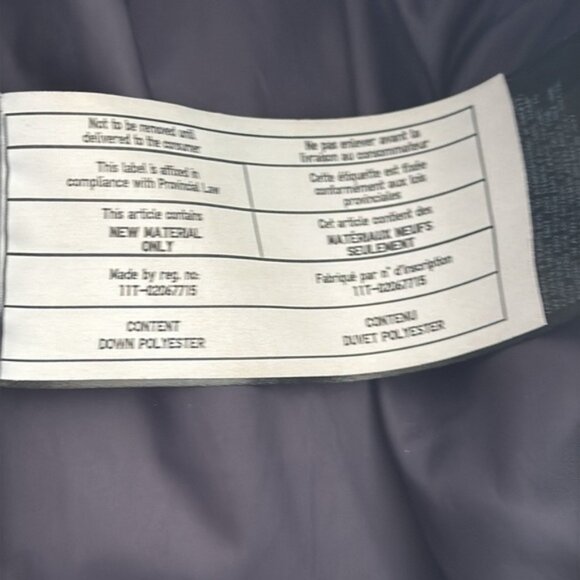 Not to be removed until
delivered to the consumer
Ne pas enlever avant la
livraison au consommateur
This label is affixed in
compliance with Provincial Law
Cette étiquette est fixée
conformément aux lois
provinciales
This article contains
NEW MATERIAL
ONLY
Cet article contient des
MATÉRIAUX NEUFS
SEULEMENT
Made by reg. no:
11T-02067715
Fabriqué par n° d'inscription
11T-02067715
CONTENT
DOWN POLYESTER
CONTENU
DUVET POLYESTER